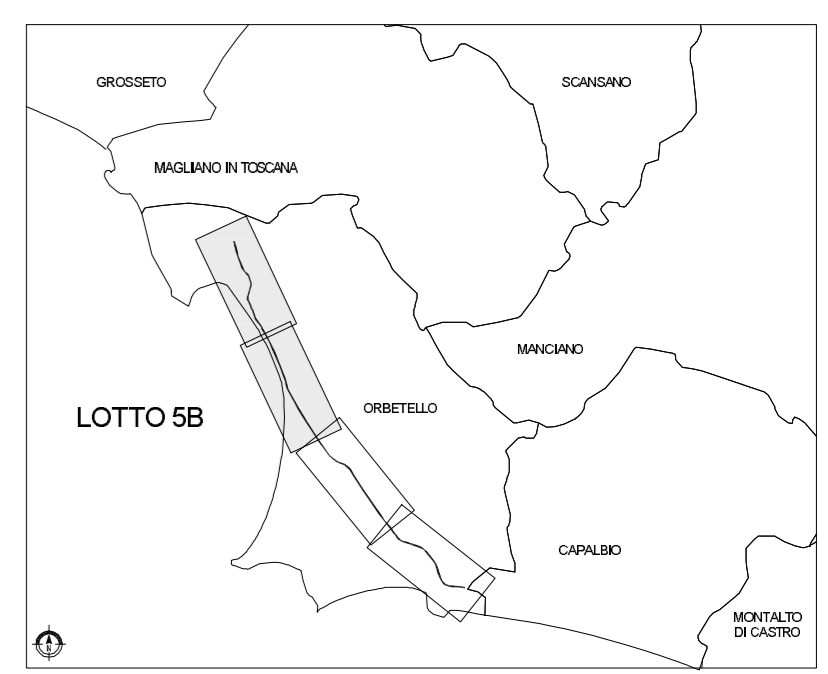 GROSSETO
SCANSANO
MAGLIANO IN TOSCANA
MANCIANO
ORBETELLO
LOTTO 5B
CAPALBIO
MONTALTO
DI CASTRO
N